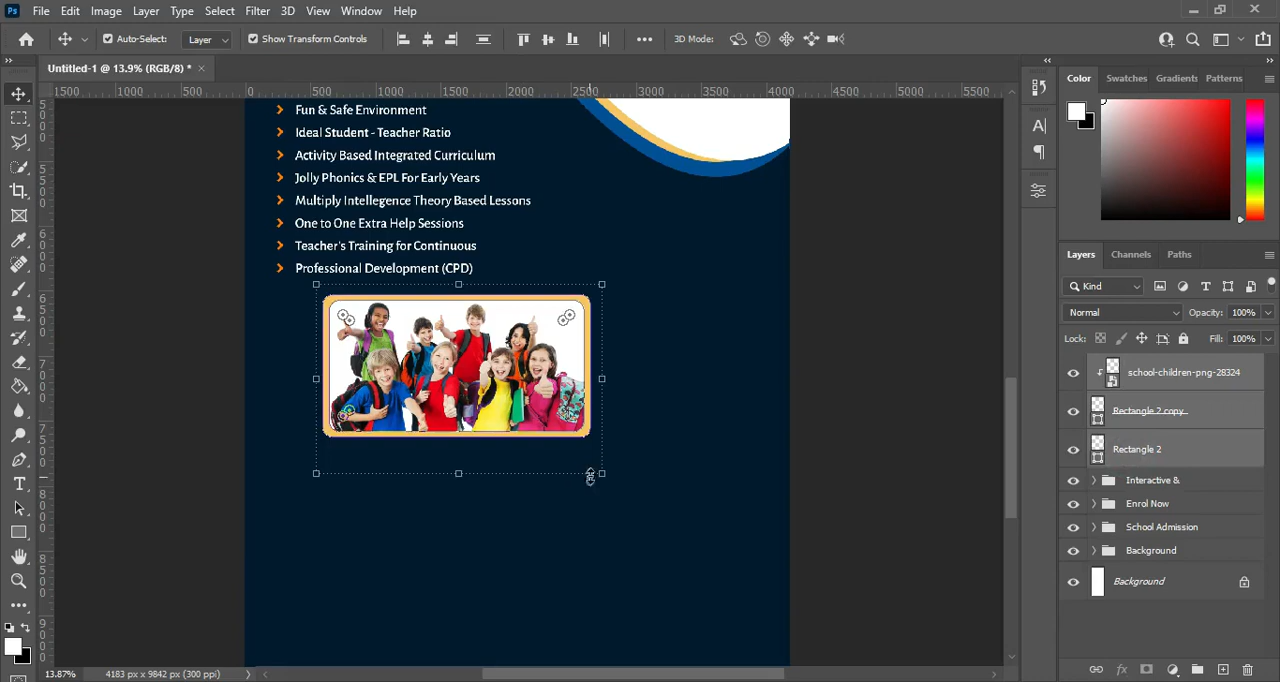 Ps File Edit Image Layer Type Select Filter 3D View Window Help
Auto-Select: Layer Show Transform Controls 3D Mode:
Untitled-1 @ 13.9% (RGB/8) *
1500 1000 500 0 500 1000 1500 2000 2500 3000 3500 4000 4500 5000 5500
Fun & Safe Environment
Ideal Student - Teacher Ratio
Activity Based Integrated Curriculum
Jolly Phonics & EPL For Early Years
Multiply Intellegence Theory Based Lessons
One to One Extra Help Sessions
Teacher's Training for Continuous
Professional Development (CPD)
Color Swatches Gradients Patterns
Layers Channels Paths
Kind
Normal Opacity: 100%
Lock: Fill: 100%
school-children-png-28324
Rectangle 2 copy
Rectangle 2
Interactive &
Enrol Now
School Admission
Background
Background
13.87% 4183 px x 9842 px (300 ppi)